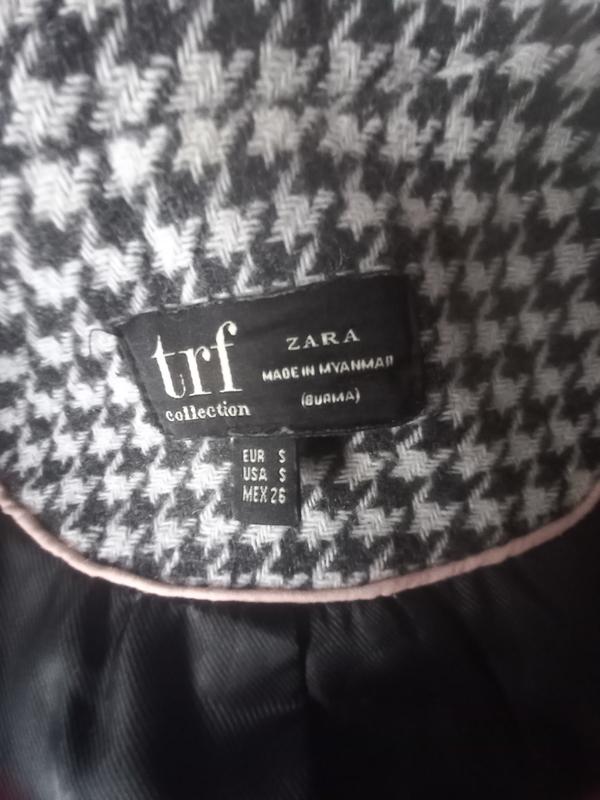 trf
collection
ZARA
MADE IN MYANMAR
(BURMA)
EUR S
USA S
MEX 26